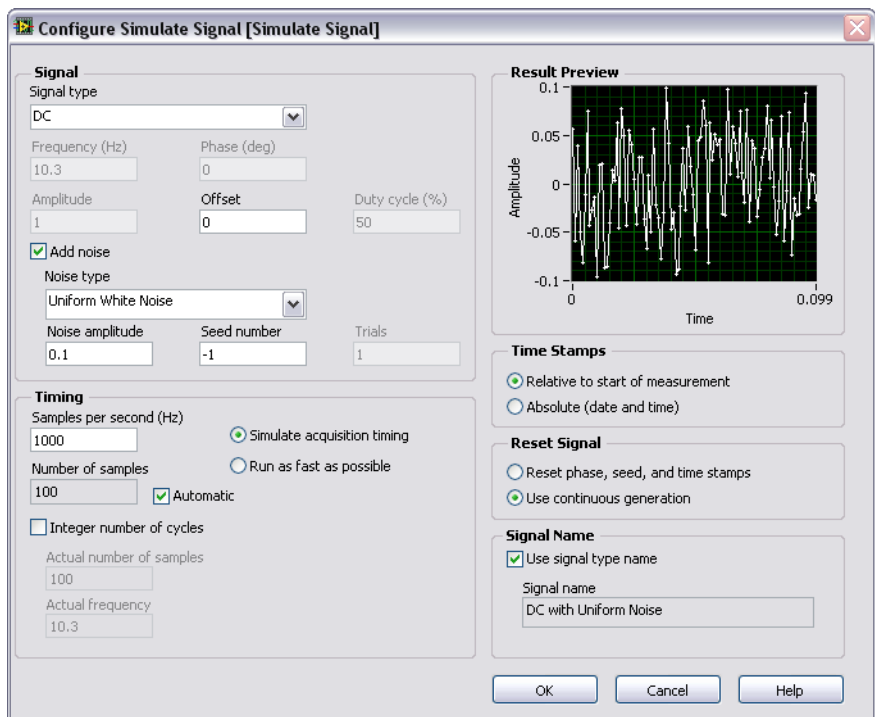 Configure Simulate Signal [Simulate Signal]
Signal
Signal type
DC
Frequency (Hz) Phase (deg)
10.3 0
Amplitude Offset Duty cycle (%)
1 0 50
Add noise
Noise type
Uniform White Noise
Noise amplitude Seed number Trials
0.1 -1 1
Timing
Samples per second (Hz)
1000
Simulate acquisition timing
Run as fast as possible
Number of samples
100
Automatic
Integer number of cycles
Actual number of samples
100
Actual frequency
10.3
Result Preview
Amplitude
0.1
0.05
0
-0.05
-0.1
0 0.099
Time
Time Stamps
Relative to start of measurement
Absolute (date and time)
Reset Signal
Reset phase, seed, and time stamps
Use continuous generation
Signal Name
Use signal type name
Signal name
DC with Uniform Noise
OK Cancel Help